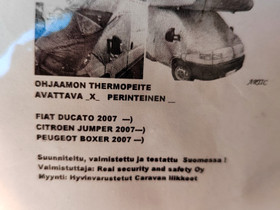 OHJAAMON THERMOPEITE
AVATTAVA _X_ PERINTEINEN __
FIAT DUCATO 2007 —)
CITROEN JUMPER 2007—)
PEUGEOT BOXER 2007—)
Suunniteltu, valmistettu ja testattu Suomessa !
Valmistuttaja: Real security and safety Oy
Myynti: Hyvinvarustetut Caravan liikkeet